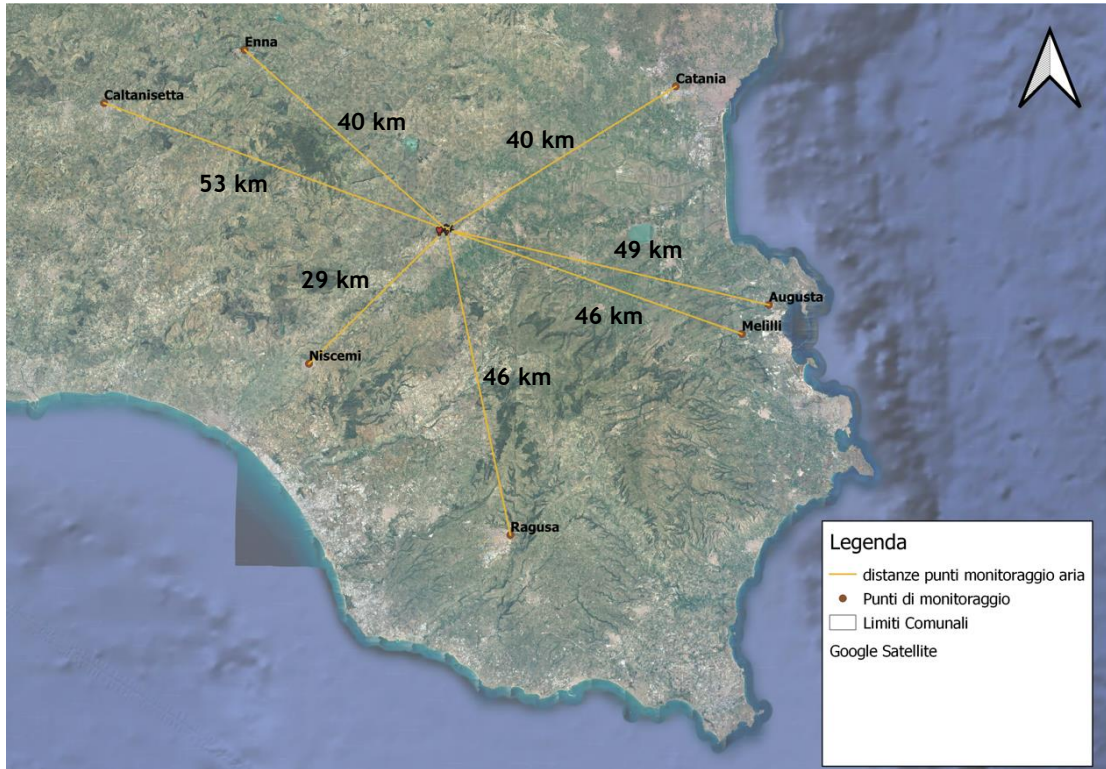 Enna
Catania
Caltanisetta
40 km
40 km
53 km
49 km
29 km
Augusta
46 km
Melilli
Niscemi
46 km
Ragusa
Legenda
distanze punti monitoraggio aria
Punti di monitoraggio
Limiti Comunali
Google Satellite